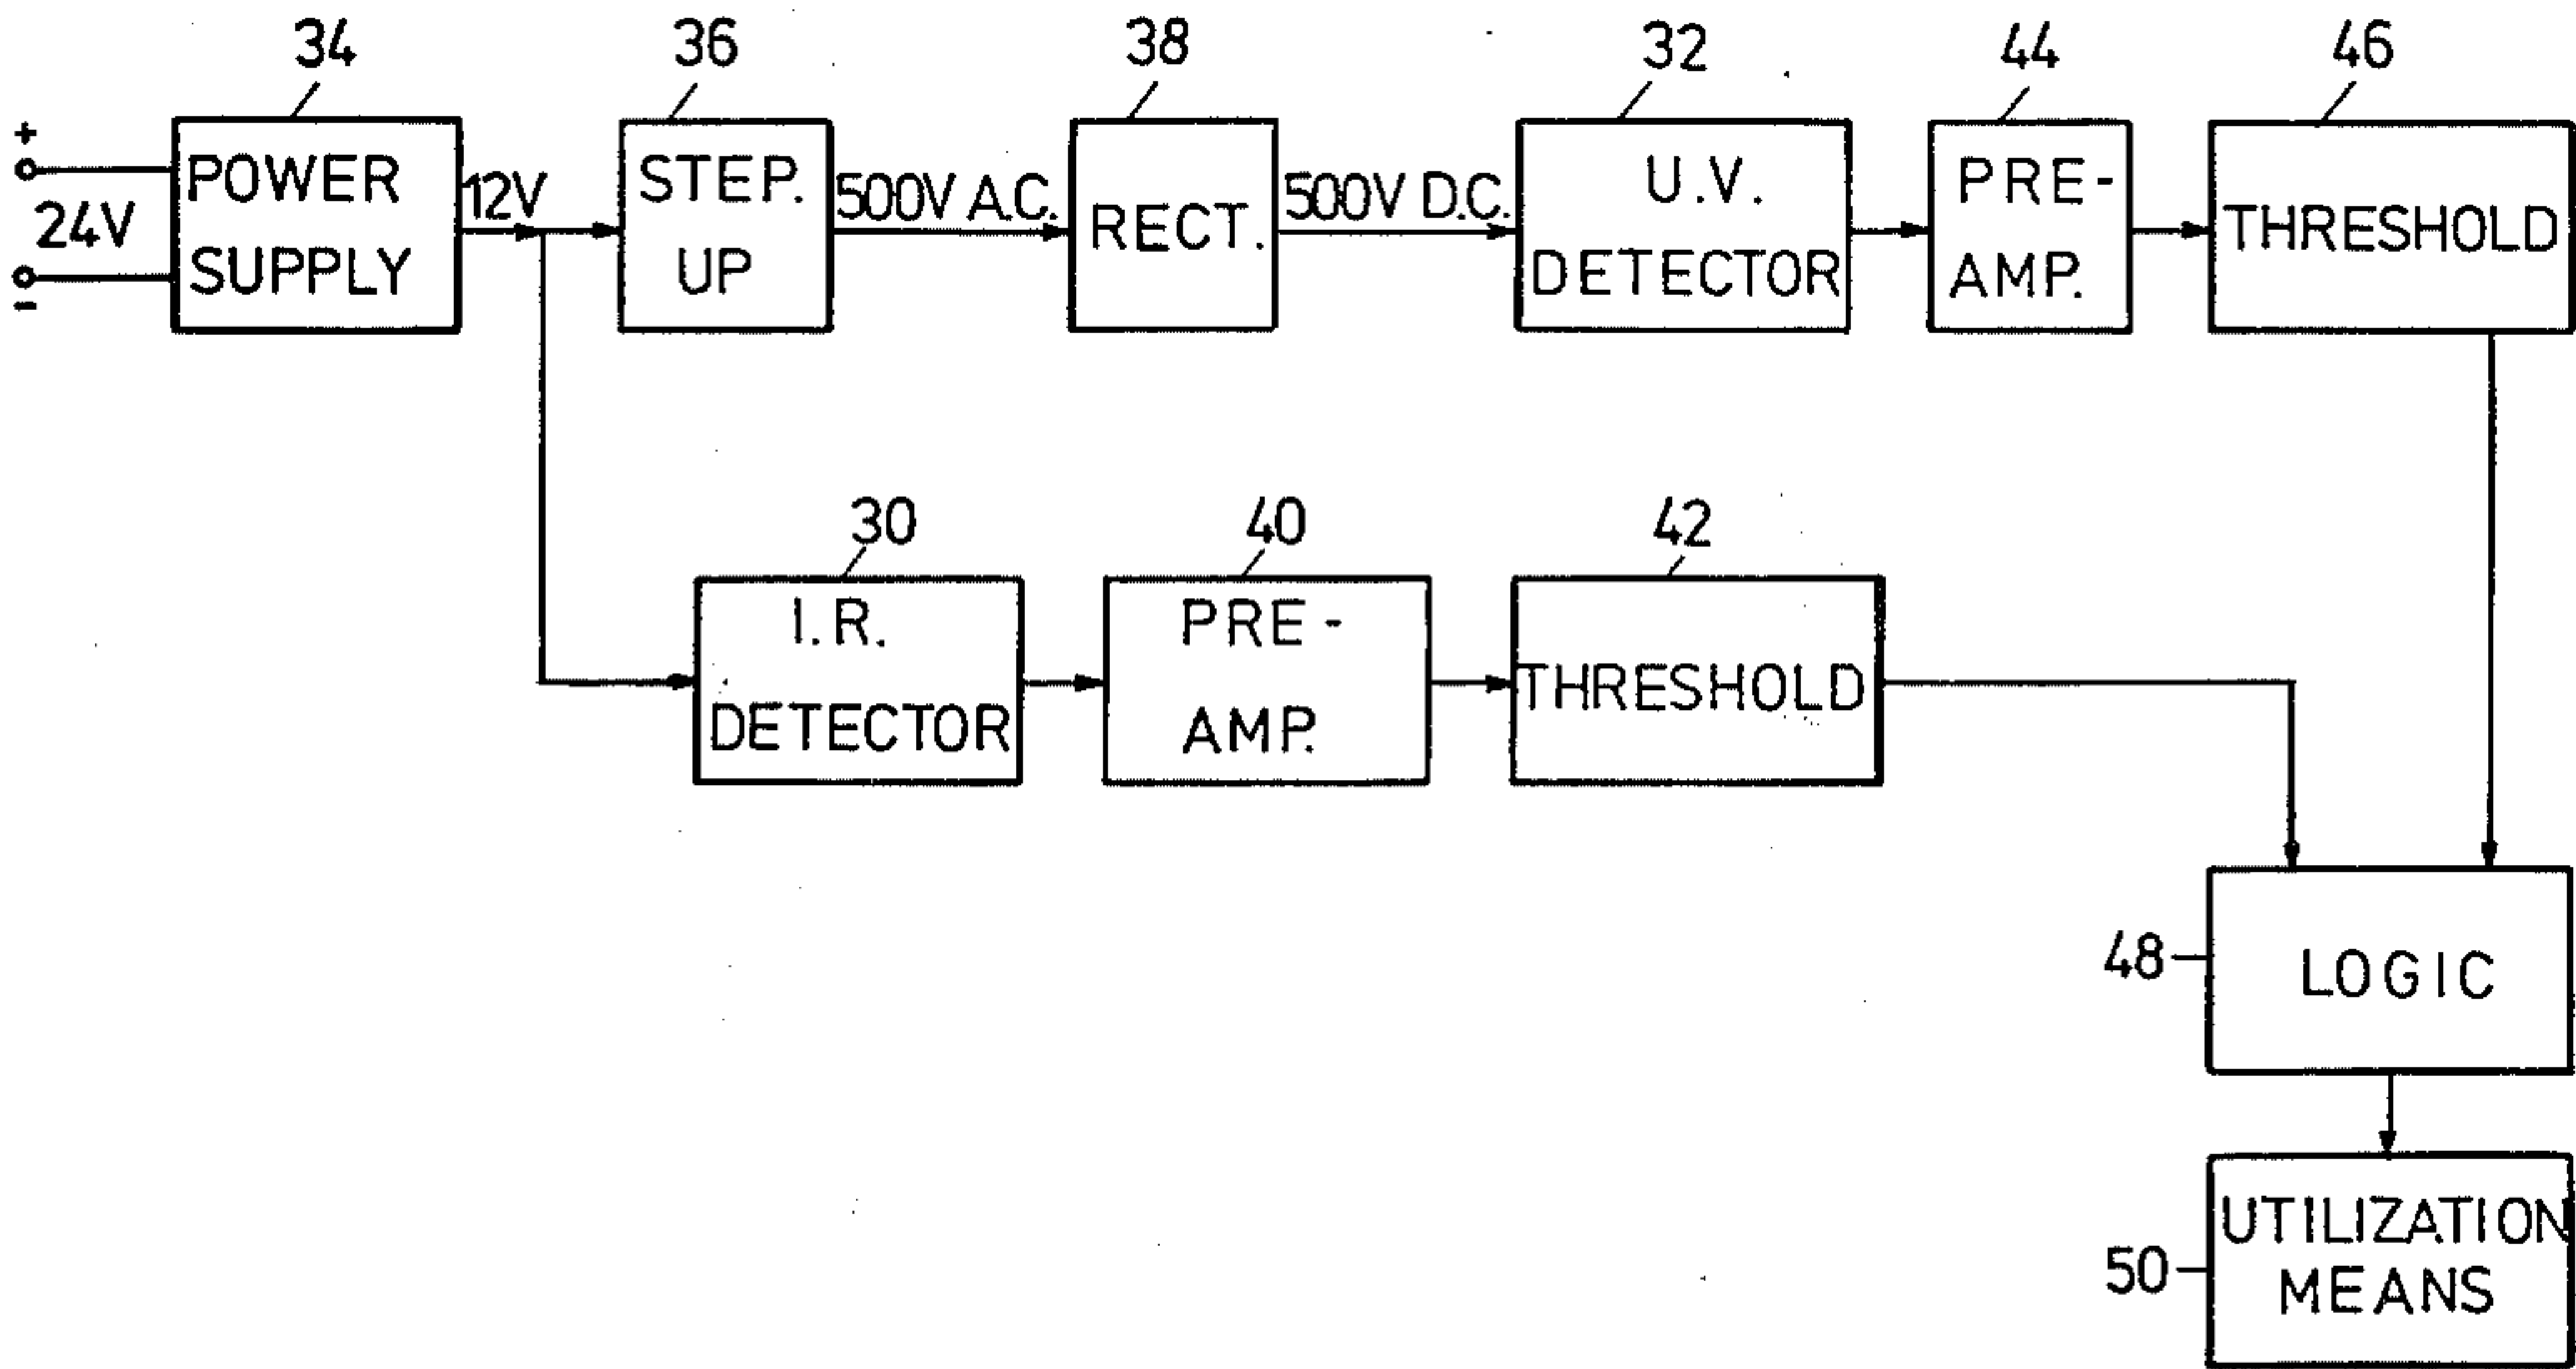 34
36
38
32
44
46
+
24V
-
POWER
SUPPLY
12V
STEP.
UP
500V A.C.
RECT.
500V D.C.
U.V.
DETECTOR
PRE-
AMP.
THRESHOLD
30
40
42
I.R.
DETECTOR
PRE-
AMP.
THRESHOLD
48
LOGIC
50
UTILIZATION
MEANS